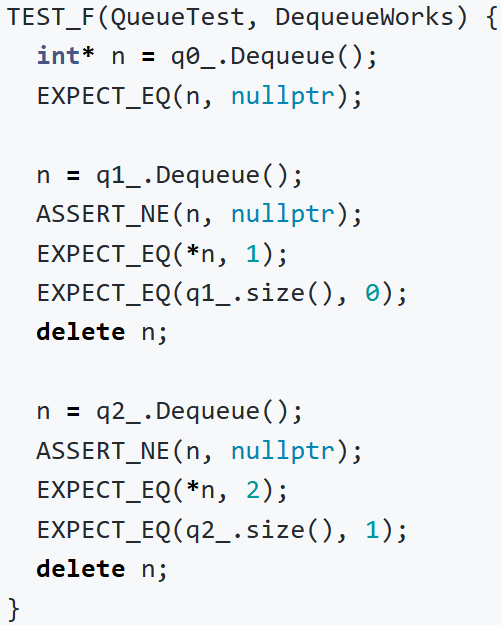 TEST_F(QueueTest, DequeueWorks) {
  int* n = q0_.Dequeue();
  EXPECT_EQ(n, nullptr);

  n = q1_.Dequeue();
  ASSERT_NE(n, nullptr);
  EXPECT_EQ(*n, 1);
  EXPECT_EQ(q1_.size(), 0);
  delete n;

  n = q2_.Dequeue();
  ASSERT_NE(n, nullptr);
  EXPECT_EQ(*n, 2);
  EXPECT_EQ(q2_.size(), 1);
  delete n;
}